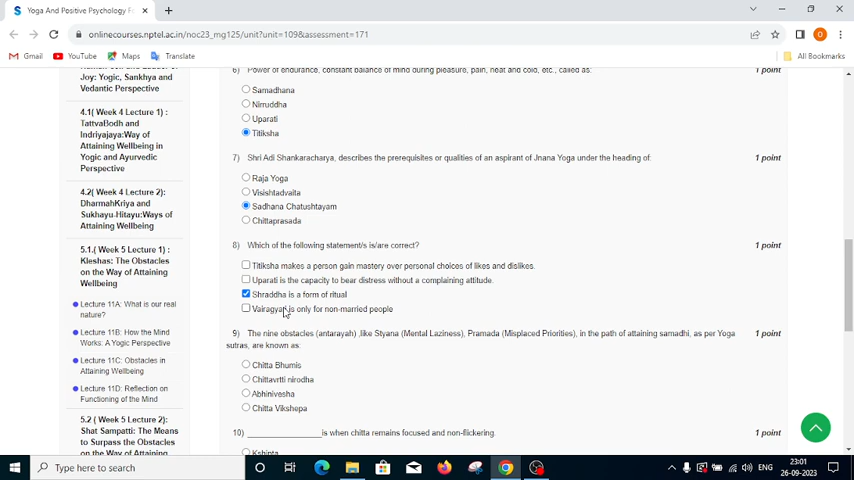 Yoga And Positive Psychology F
onlinecourses.nptel.ac.in/noc23_mg125/unit?unit=109&assessment=171
Gmail
YouTube
Maps
Translate
All Bookmarks
Joy: Yogic, Sankhya and
Vedantic Perspective
4.1( Week 4 Lecture 1) :
TattvaBodh and
Indriyajaya:Way of
Attaining Wellbeing in
Yogic and Ayurvedic
Perspective
4.2( Week 4 Lecture 2):
DharmahKriya and
Sukhayu-Hitayu:Ways of
Attaining Wellbeing
5.1.( Week 5 Lecture 1) :
Kleshas: The Obstacles
on the Way of Attaining
Wellbeing
Lecture 11A: What is our real
nature?
Lecture 11B: How the Mind
Works: A Yogic Perspective
Lecture 11C: Obstacles in
Attaining Wellbeing
Lecture 11D: Reflection on
Functioning of the Mind
5.2 ( Week 5 Lecture 2):
Shat Sampatti: The Means
to Surpass the Obstacles
on the Way of Attaining
6) Power of endurance, constant balance of mind during pleasure, pain, heat and cold, etc., called as: 1 point
Samadhana
Nirruddha
Uparati
Titiksha
7) Shri Adi Shankaracharya, describes the prerequisites or qualities of an aspirant of Jnana Yoga under the heading of: 1 point
Raja Yoga
Visishtadvaita
Sadhana Chatushtayam
Chittaprasada
8) Which of the following statement/s is/are correct? 1 point
Titiksha makes a person gain mastery over personal choices of likes and dislikes.
Uparati is the capacity to bear distress without a complaining attitude.
Shraddha is a form of ritual
Vairagya is only for non-married people
9) The nine obstacles (antarayah) ,like Styana (Mental Laziness), Pramada (Misplaced Priorities), in the path of attaining samadhi, as per Yoga 1 point
sutras, are known as:
Chitta Bhumis
Chittavrtti nirodha
Abhinivesha
Chitta Vikshepa
10) ____________________is when chitta remains focused and non-flickering. 1 point
Kshipta
Type here to search
ENG
23:01
26-09-2023